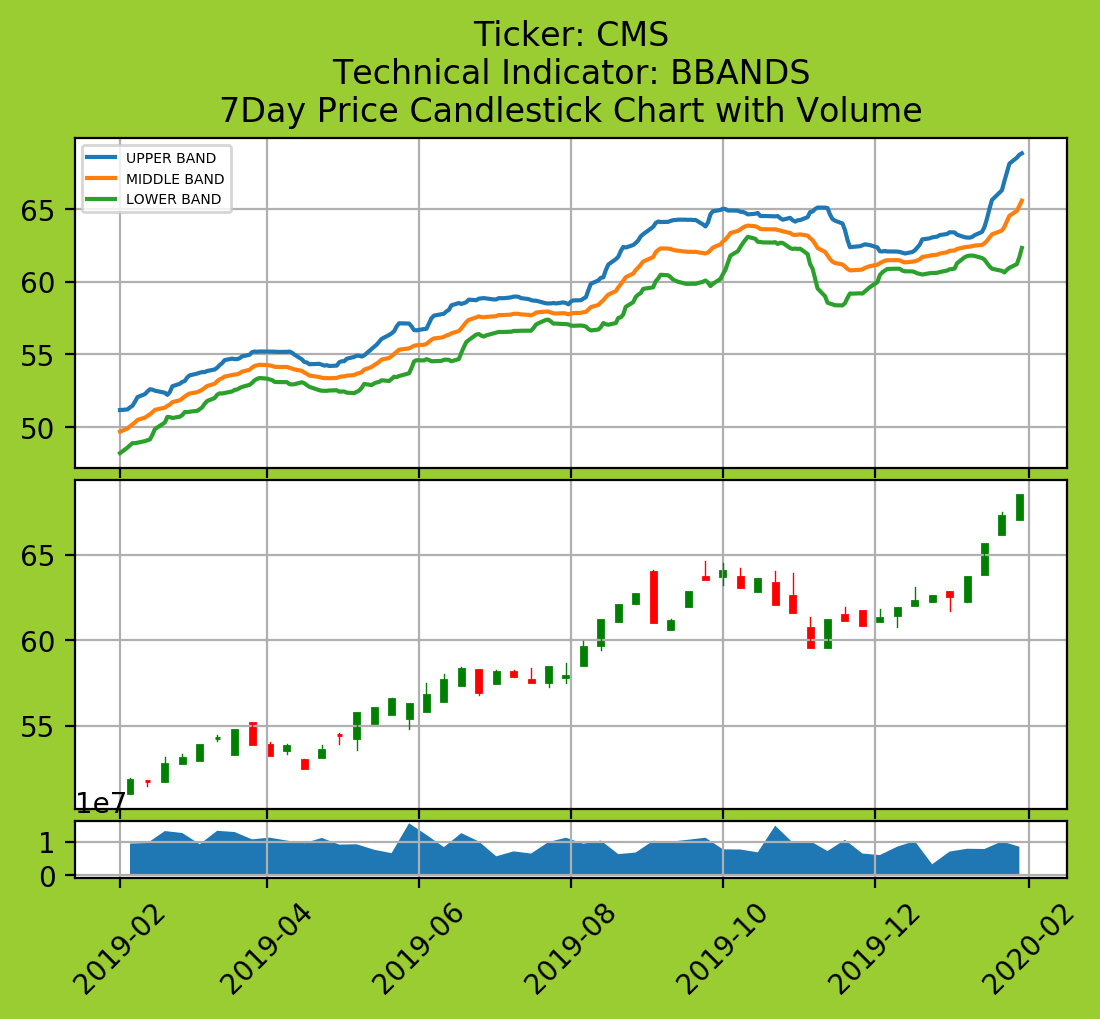 Ticker: CMS
Technical Indicator: BBANDS
7Day Price Candlestick Chart with Volume
UPPER BAND
MIDDLE BAND
LOWER BAND
65
60
55
50
65
60
55
1e7
1
0
2019-02
2019-04
2019-06
2019-08
2019-10
2019-12
2020-02